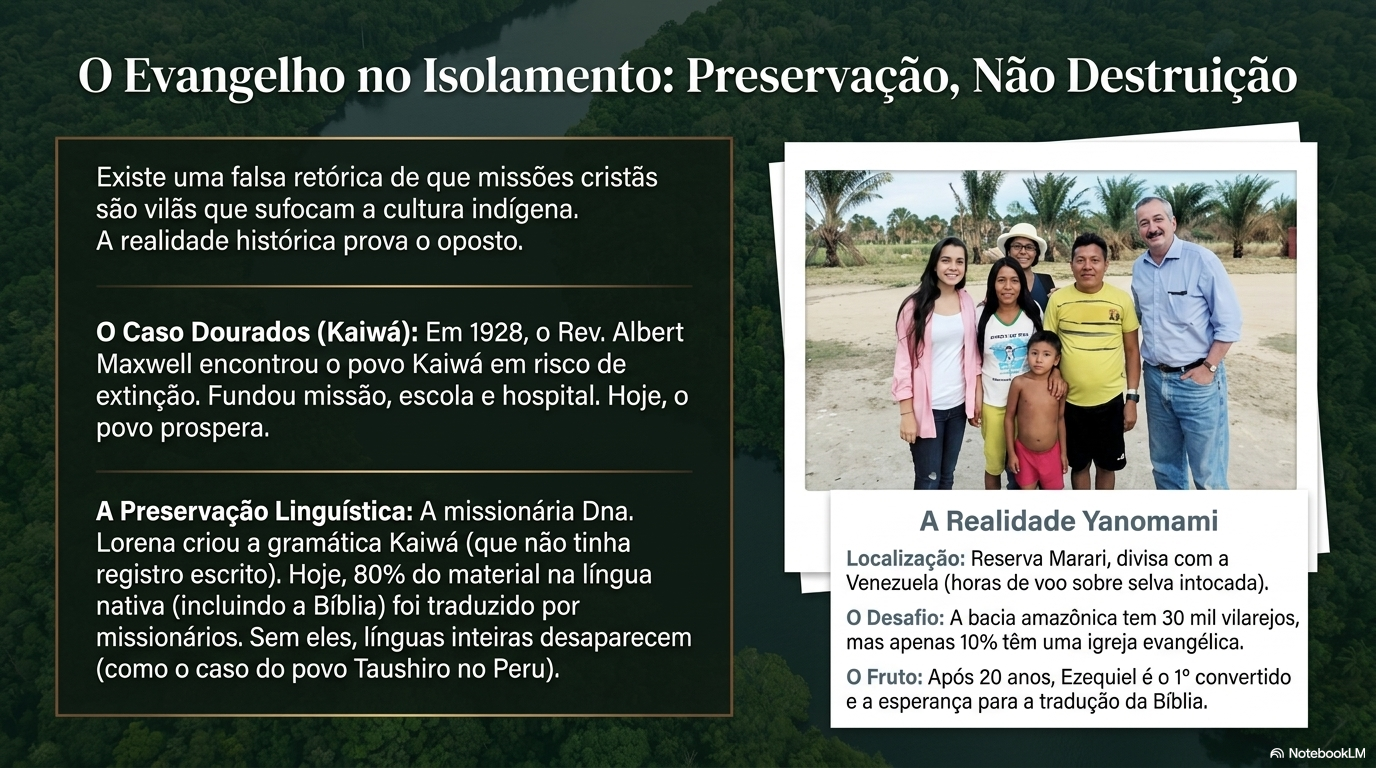 O Evangelho no Isolamento: Preservação, Não Destruição
Existe uma falsa retórica de que missões cristãs
são vilãs que sufocam a cultura indígena.
A realidade histórica prova o oposto.
O Caso Dourados (Kaiwá): Em 1928, o Rev. Albert
Maxwell encontrou o povo Kaiwá em risco de
extinção. Fundou missão, escola e hospital. Hoje, o
povo prospera.
A Preservação Linguística: A missionária Dna.
Lorena criou a gramática Kaiwá (que não tinha
registro escrito). Hoje, 80% do material na língua
nativa (incluindo a Bíblia) foi traduzido por
missionários. Sem eles, línguas inteiras desaparecem
(como o caso do povo Taushiro no Peru).
A Realidade Yanomami
Localização: Reserva Marari, divisa com a
Venezuela (horas de voo sobre selva intocada).
O Desafio: A bacia amazônica tem 30 mil vilarejos,
mas apenas 10% têm uma igreja evangélica.
O Fruto: Após 20 anos, Ezequiel é o 1º convertido
e a esperança para a tradução da Bíblia.
NotebookLM